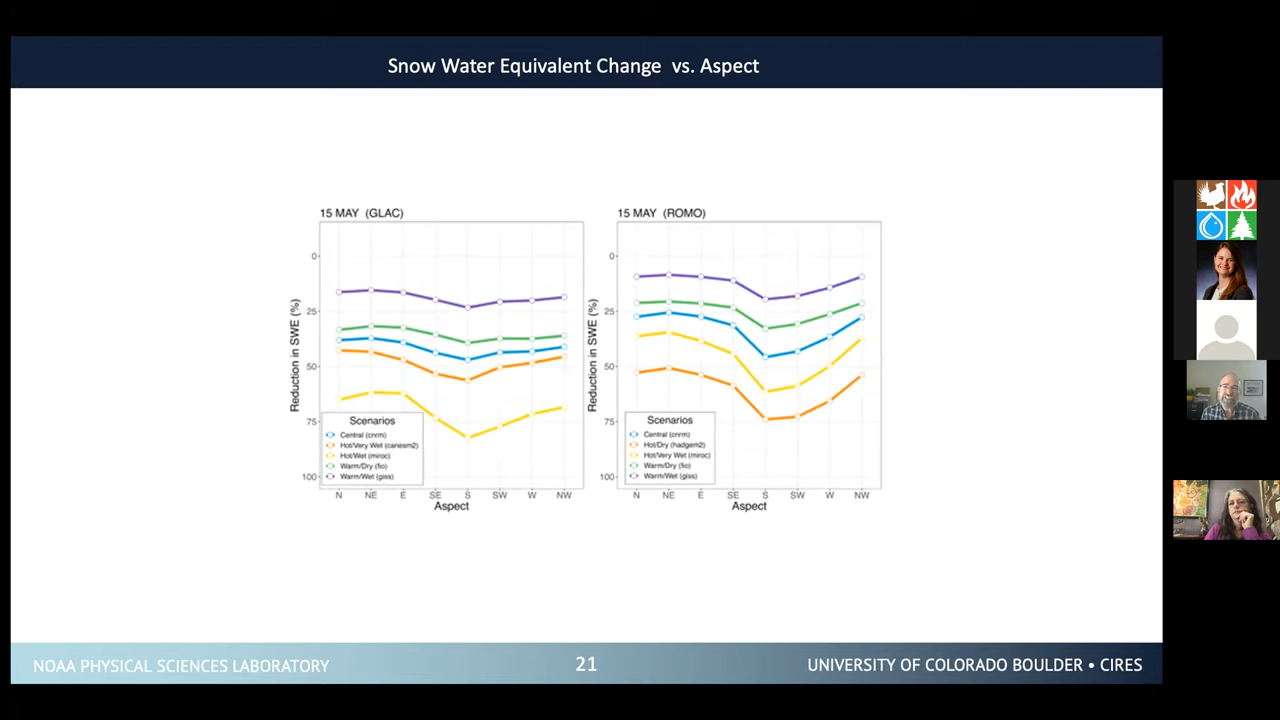 Snow Water Equivalent Change vs. Aspect
15 MAY (GLAC)
0
25
50
75
100
Reduction in SWE (%)
Scenarios
Central (cnrm)
Hot/Very Wet (canesm2)
Hot/Wet (miroc)
Warm/Dry (fio)
Warm/Wet (giss)
N NE E SE S SW W NW
Aspect
15 MAY (ROMO)
0
25
50
75
100
Reduction in SWE (%)
Scenarios
Central (cnrm)
Hot/Dry (hadgem2)
Hot/Very Wet (miroc)
Warm/Dry (fio)
Warm/Wet (giss)
N NE E SE S SW W NW
Aspect
NOAA PHYSICAL SCIENCES LABORATORY
21
UNIVERSITY OF COLORADO BOULDER • CIRES